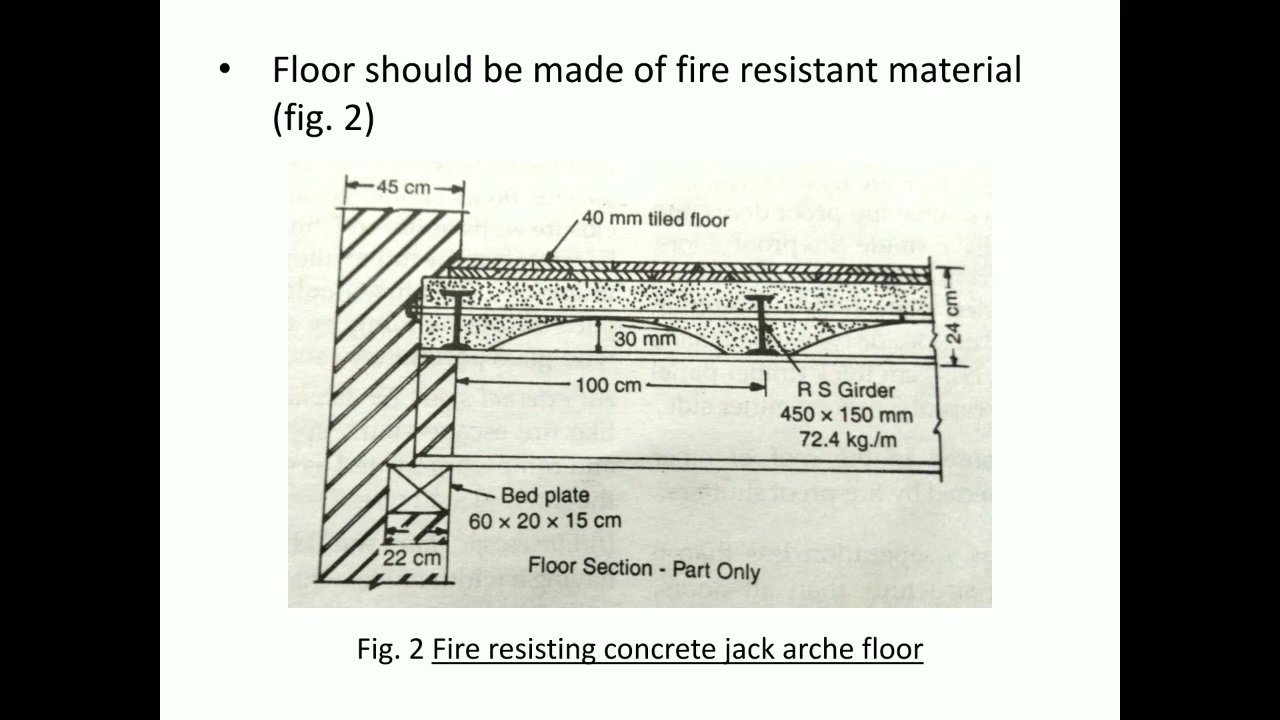 • Floor should be made of fire resistant material
(fig. 2)
45 cm
40 mm tiled floor
24 cm
30 mm
100 cm
R S Girder
450 × 150 mm
72.4 kg./m
Bed plate
60 × 20 × 15 cm
22 cm
Floor Section - Part Only
Fig. 2 Fire resisting concrete jack arche floor